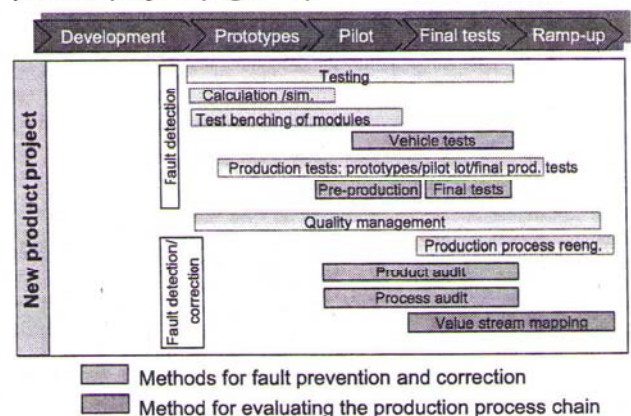 Development Prototypes Pilot Final tests Ramp-up
New product project
Fault detection
Testing
Calculation /sim.
Test benching of modules
Vehicle tests
Production tests: prototypes/pilot lot/final prod. tests
Pre-production Final tests
Quality management
Fault detection/
correction
Production process reeng.
Product audit
Process audit
Value stream mapping
Methods for fault prevention and correction
Method for evaluating the production process chain